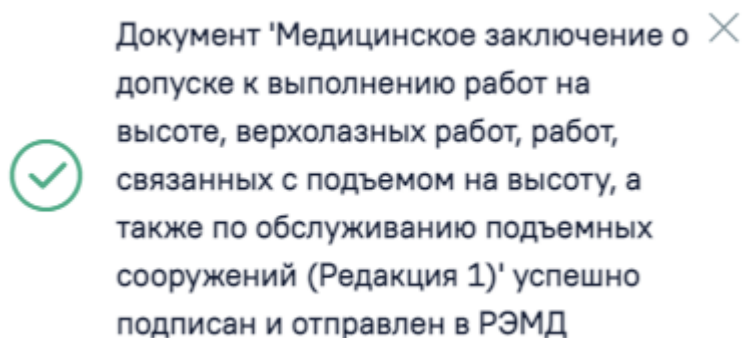 Документ 'Медицинское заключение о
допуске к выполнению работ на
высоте, верхолазных работ, работ,
связанных с подъемом на высоту, а
также по обслуживанию подъемных
сооружений (Редакция 1)' успешно
подписан и отправлен в РЭМД